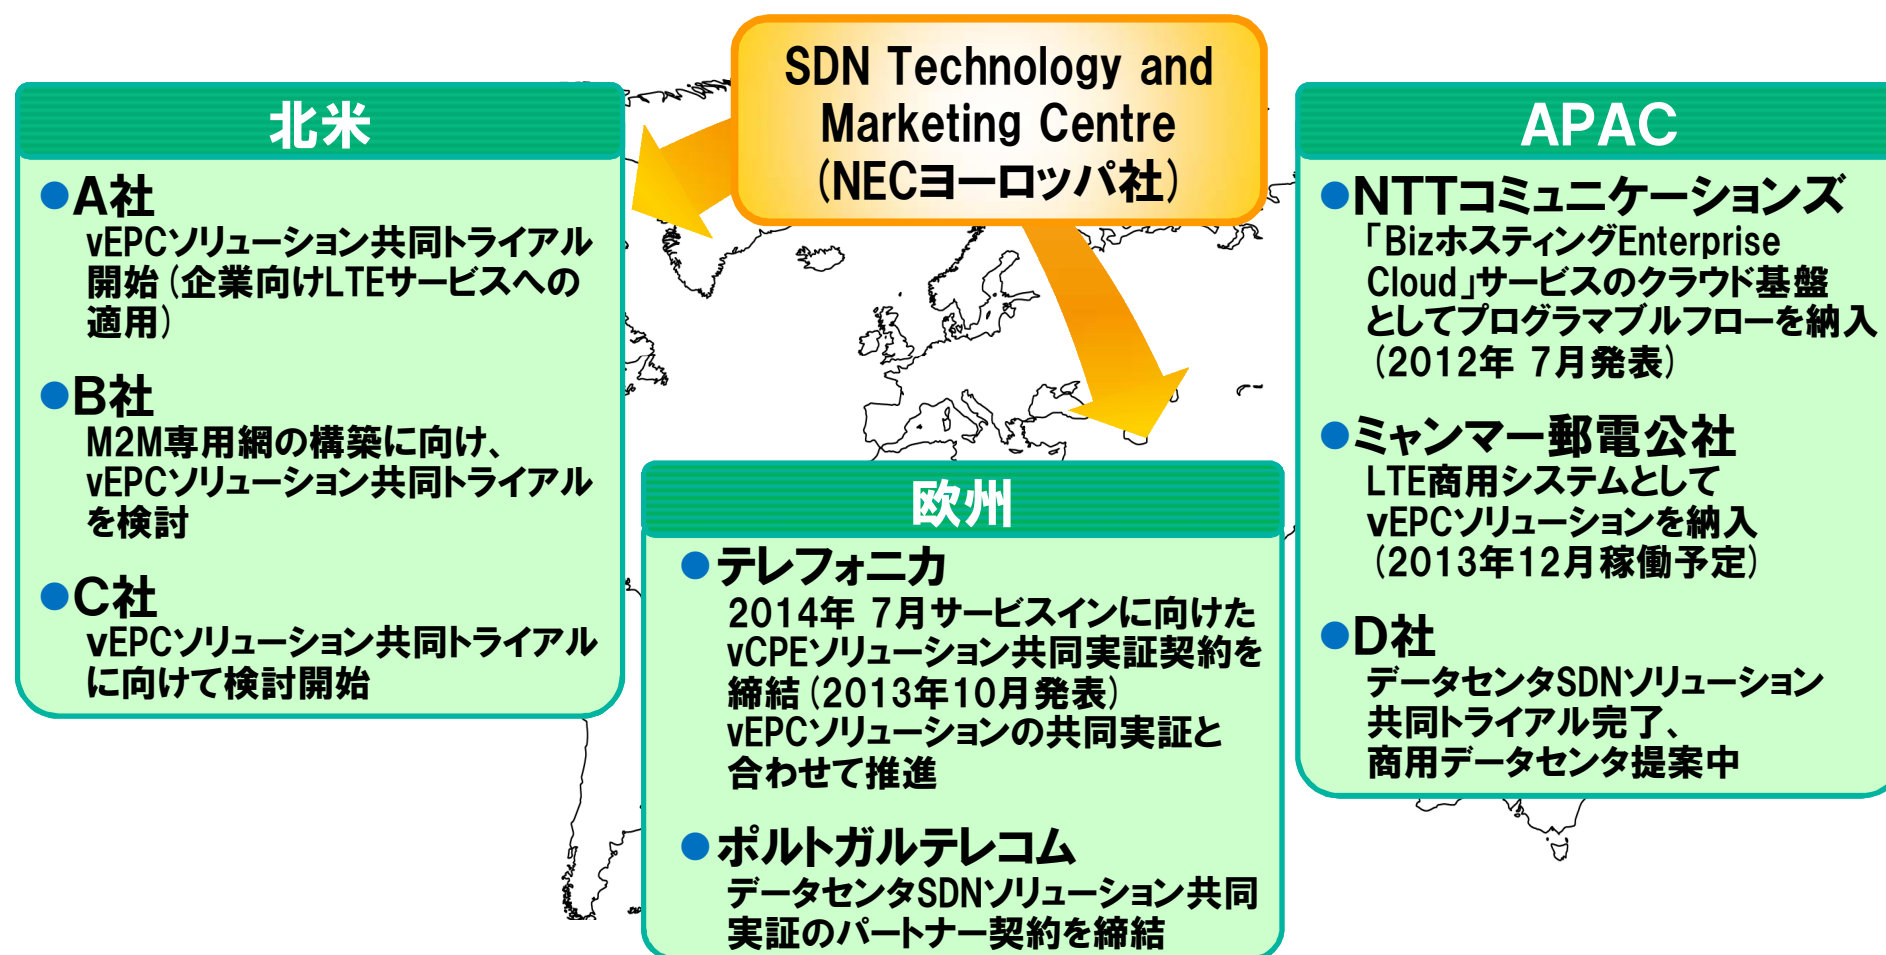 SDN Technology and
Marketing Centre
(NECヨーロッパ社)
北米
●A社
vEPCソリューション共同トライアル
開始(企業向けLTEサービスへの
適用)
●B社
M2M専用網の構築に向け、
vEPCソリューション共同トライアル
を検討
●C社
vEPCソリューション共同トライアル
に向けて検討開始
欧州
●テレフォニカ
2014年 7月サービスインに向けた
vCPEソリューション共同実証契約を
締結(2013年10月発表)
vEPCソリューションの共同実証と
合わせて推進
●ポルトガルテレコム
データセンタSDNソリューション共同
実証のパートナー契約を締結
APAC
●NTTコミュニケーションズ
「BizホスティングEnterprise
Cloud」サービスのクラウド基盤
としてプログラマブルフローを納入
(2012年 7月発表)
●ミャンマー郵電公社
LTE商用システムとして
vEPCソリューションを納入
(2013年12月稼働予定)
●D社
データセンタSDNソリューション
共同トライアル完了、
商用データセンタ提案中